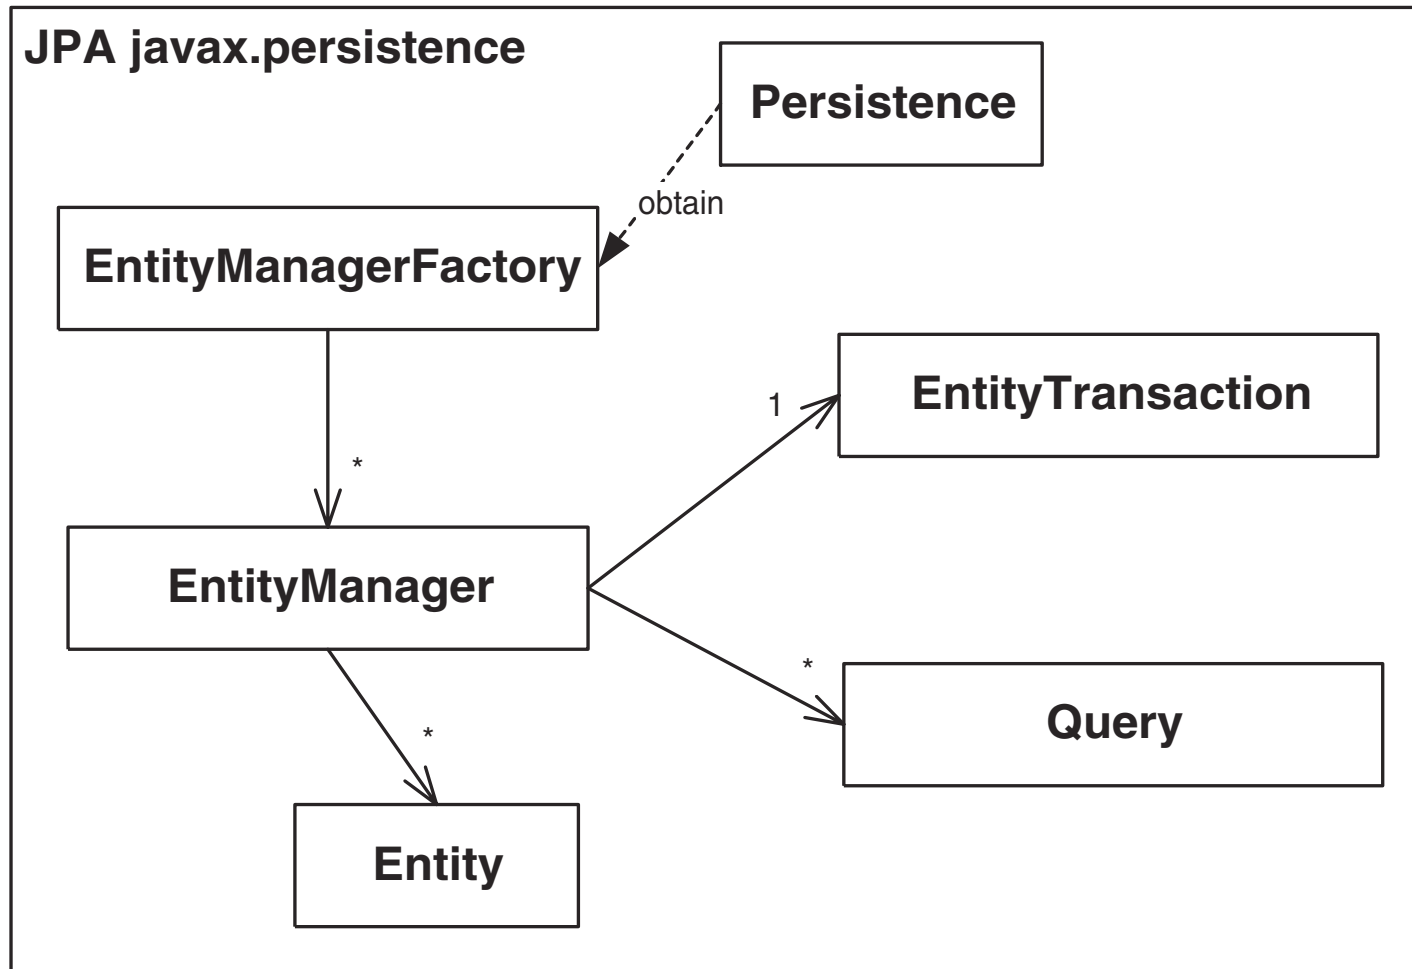 JPA javax.persistence
Persistence
obtain
EntityManagerFactory
EntityTransaction
1
*
EntityManager
*
Query
*
Entity